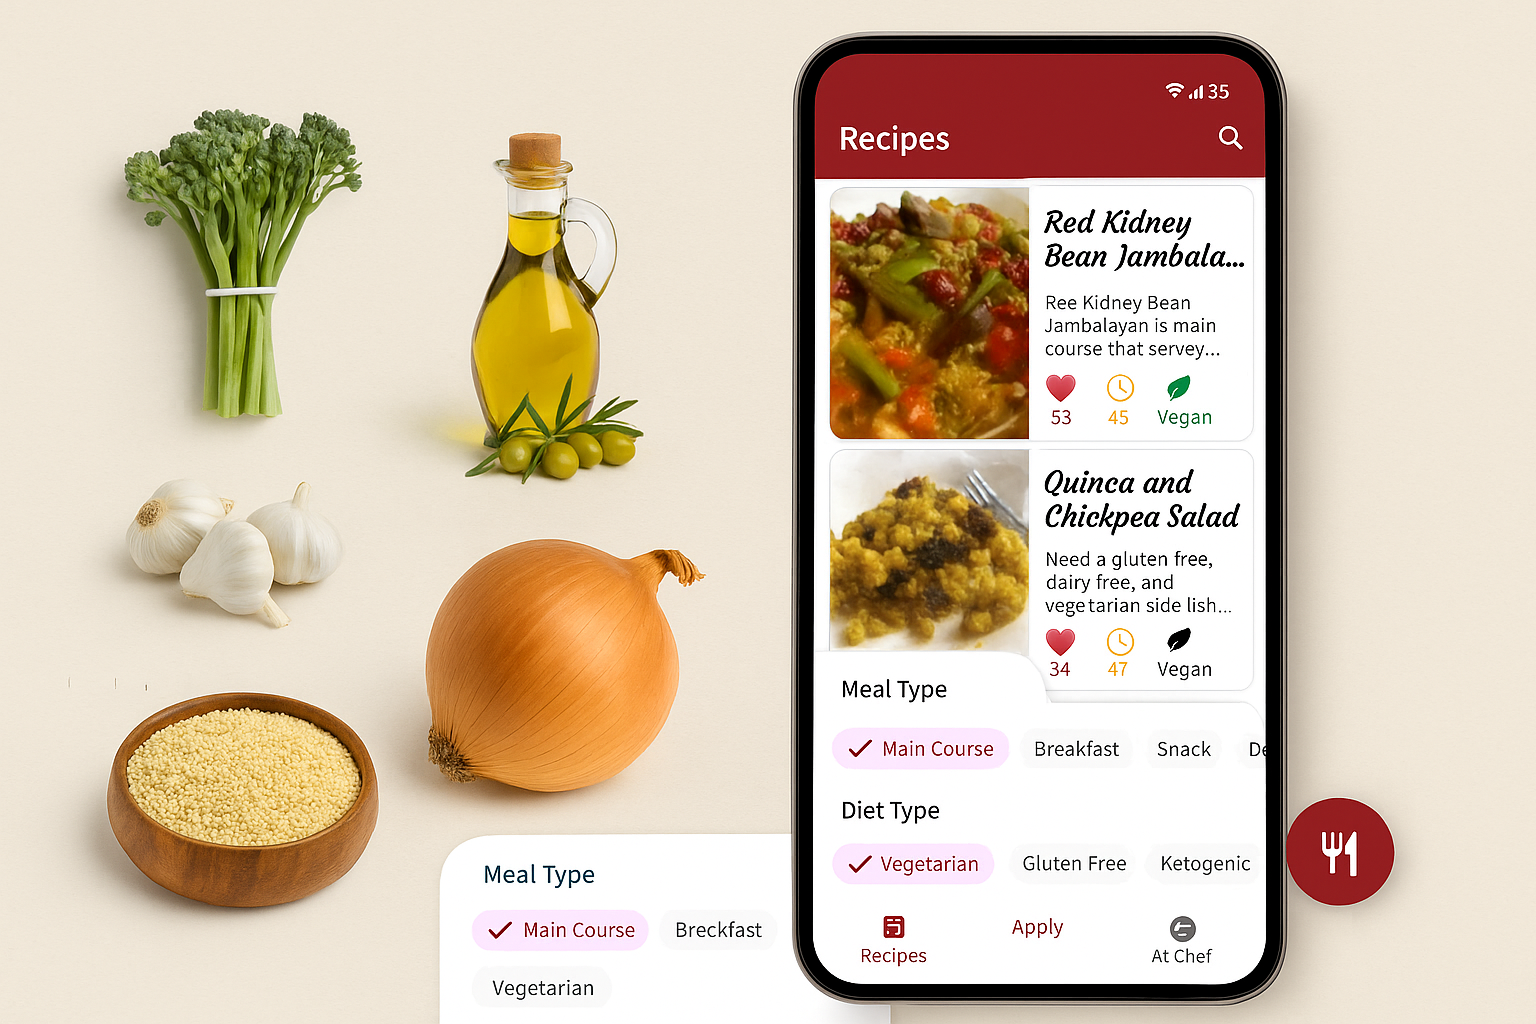 35
Recipes
Red Kidney
Bean Jambala...
Ree Kidney Bean
Jambalayan is main
course that servey...
53
45
Vegan
Quinca and
Chickpea Salad
Need a gluten free,
dairy free, and
vegetarian side lish...
34
47
Vegan
Meal Type
Main Course
Breakfast
Snack
De
Diet Type
Vegetarian
Gluten Free
Ketogenic
Recipes
Apply
At Chef
Meal Type
Main Course
Breckfast
Vegetarian